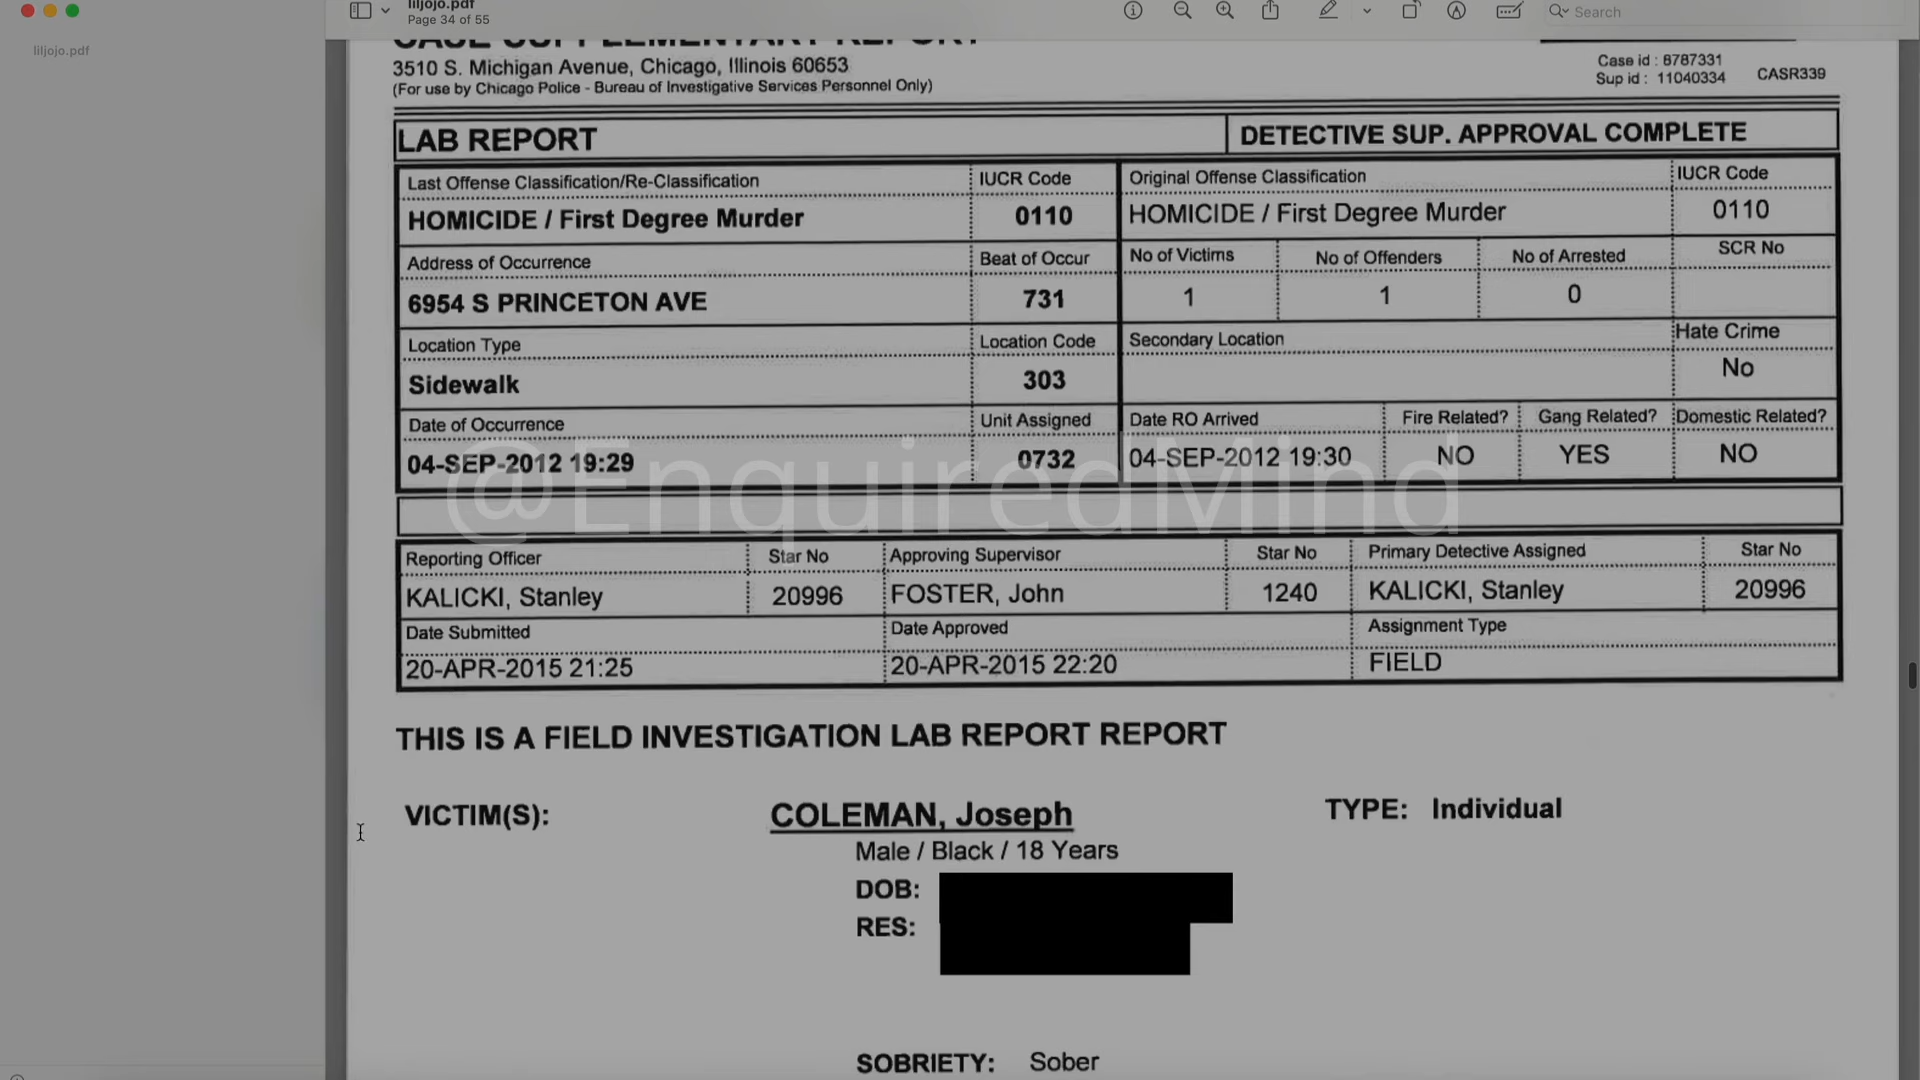 liljojo.pdf
Page 34 of 55
Search
liljojo.pdf
CASE SUPPLEMENTARY REPORT
3510 S. Michigan Avenue, Chicago, Illinois 60653
(For use by Chicago Police - Bureau of Investigative Services Personnel Only)
Case id : 8787331
Sup id : 11040334 CASR339
LAB REPORT
DETECTIVE SUP. APPROVAL COMPLETE
Last Offense Classification/Re-Classification IUCR Code Original Offense Classification IUCR Code
HOMICIDE / First Degree Murder 0110 HOMICIDE / First Degree Murder 0110
Address of Occurrence Beat of Occur No of Victims No of Offenders No of Arrested SCR No
6954 S PRINCETON AVE 731 1 1 0
Location Type Location Code Secondary Location Hate Crime
Sidewalk 303 No
Date of Occurrence Unit Assigned Date RO Arrived Fire Related? Gang Related? Domestic Related?
04-SEP-2012 19:29 0732 04-SEP-2012 19:30 NO YES NO
@EnquiredMind
Reporting Officer Star No Approving Supervisor Star No Primary Detective Assigned Star No
KALICKI, Stanley 20996 FOSTER, John 1240 KALICKI, Stanley 20996
Date Submitted Date Approved Assignment Type
20-APR-2015 21:25 20-APR-2015 22:20 FIELD
THIS IS A FIELD INVESTIGATION LAB REPORT REPORT
VICTIM(S): COLEMAN, Joseph TYPE: Individual
Male / Black / 18 Years
DOB:
RES:
SOBRIETY: Sober